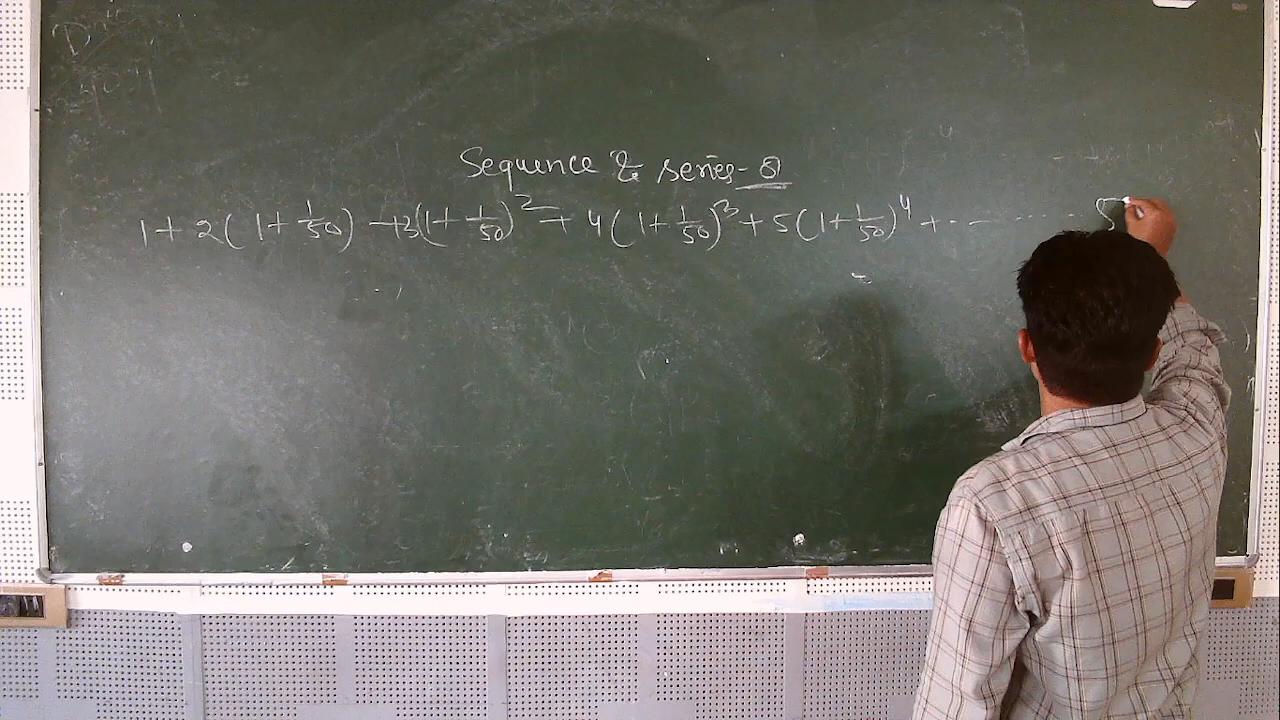 Sequence & series-8
1+2(1+1/50)+3(1+1/50)^2+4(1+1/50)^3+5(1+1/50)^4+........ 5